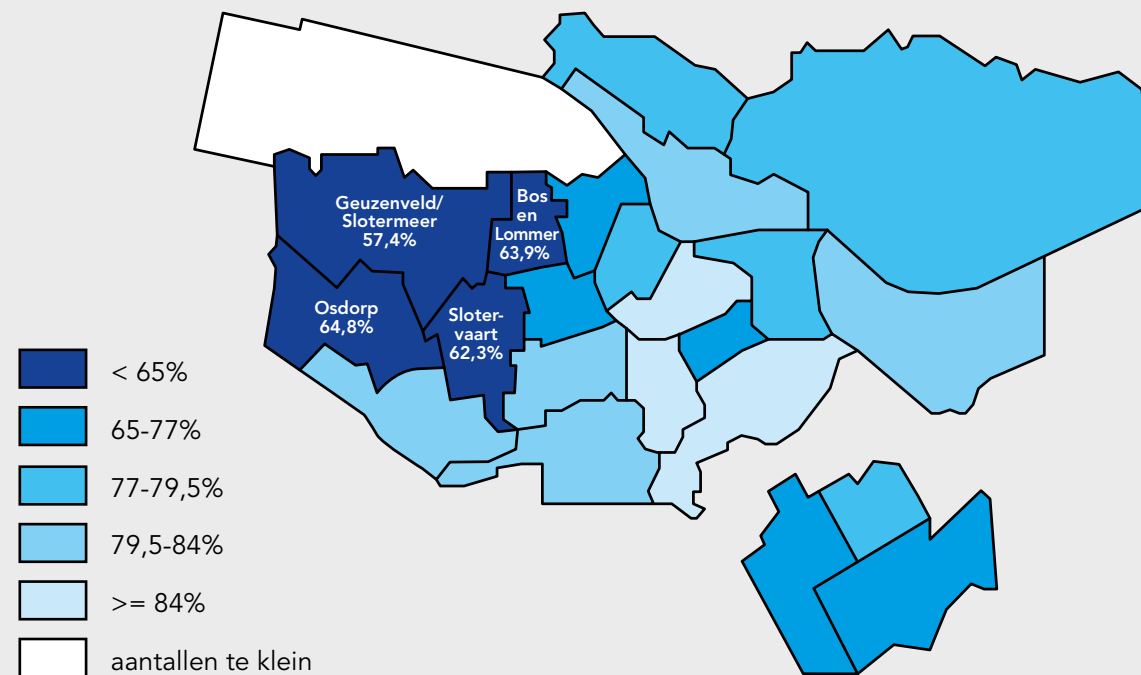 Geuzenveld/
Slotermeer
57,4%
Bos
en
Lommer
63,9%
Osdorp
64,8%
Sloter-
vaart
62,3%
< 65%
65-77%
77-79,5%
79,5-84%
>= 84%
aantallen te klein